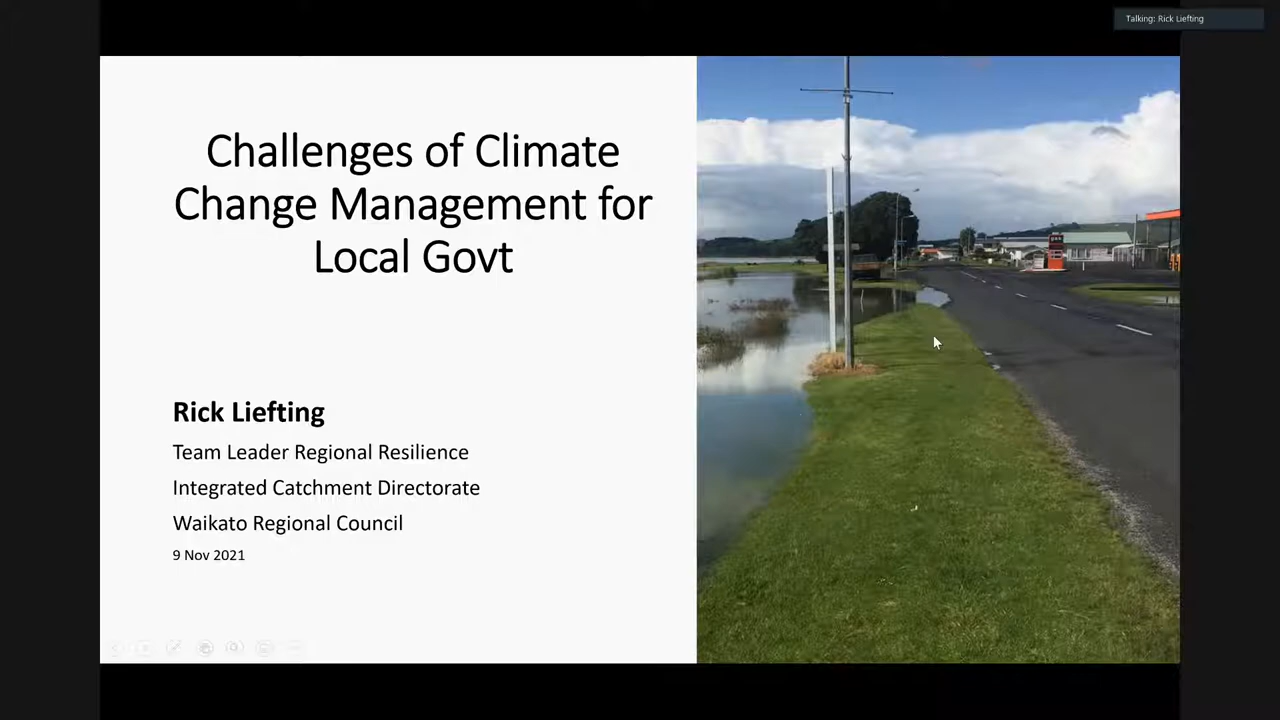 Talking: Rick Liefting
Challenges of Climate
Change Management for
Local Govt
Rick Liefting
Team Leader Regional Resilience
Integrated Catchment Directorate
Waikato Regional Council
9 Nov 2021